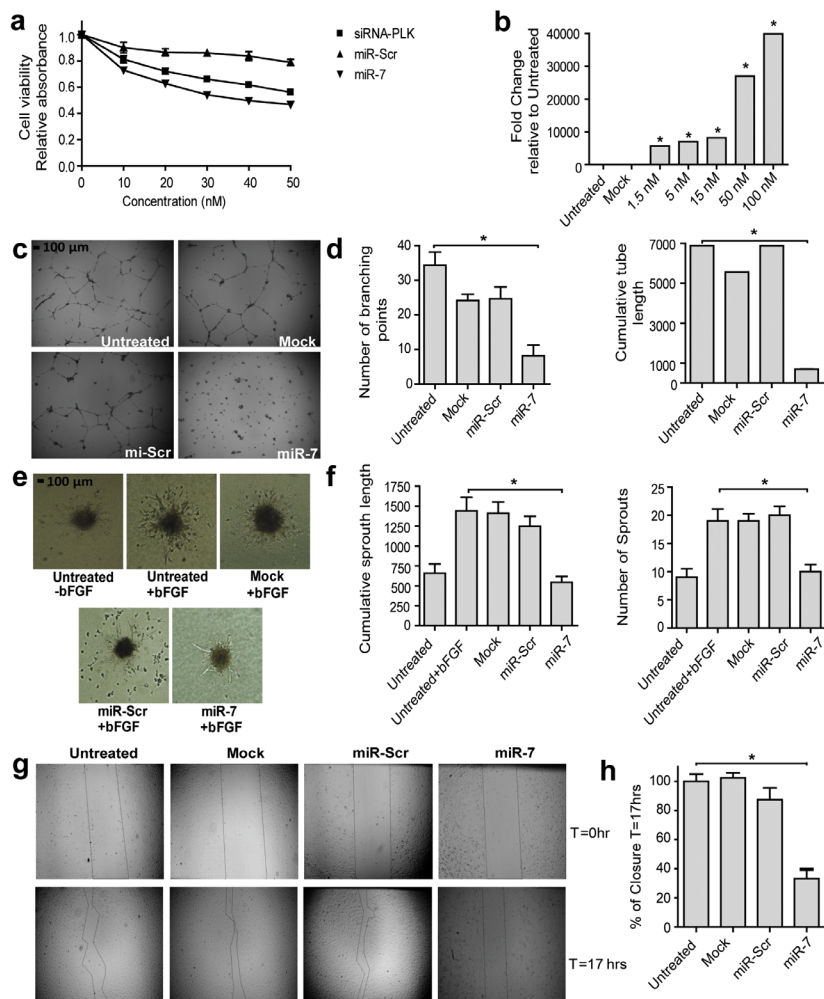 a
Cell viability
Relative absorbance
1.0
0.8
0.6
0.4
0.2
0.0
0
10
20
30
40
50
Concentration (nM)
siRNA-PLK
miR-Scr
miR-7
b
Fold Change
relative to Untreated
40000
30000
20000
10000
0
*
*
*
*
*
Untreated
Mock
1.5 nM
5 nM
15 nM
50 nM
100 nM
c
100 µm
Untreated
Mock
mi-Scr
miR-7
d
Number of branching
points
40
30
20
10
0
*
Untreated
Mock
miR-Scr
miR-7
Cumulative tube
length
7000
5000
3000
1000
0
*
Untreated
Mock
miR-Scr
miR-7
e
100 µm
Untreated
-bFGF
Untreated
+bFGF
Mock
+bFGF
miR-Scr
+bFGF
miR-7
+bFGF
f
Cumulative sprouth length
1750
1500
1250
1000
750
500
250
0
*
Untreated
Untreated+bFGF
Mock
miR-Scr
miR-7
Number of Sprouts
25
20
15
10
5
0
*
Untreated
Untreated+bFGF
Mock
miR-Scr
miR-7
g
Untreated
Mock
miR-Scr
miR-7
T=0hr
T=17 hrs
h
% of Closure T=17hrs
100
80
60
40
20
0
*
Untreated
Mock
miR-Scr
miR-7